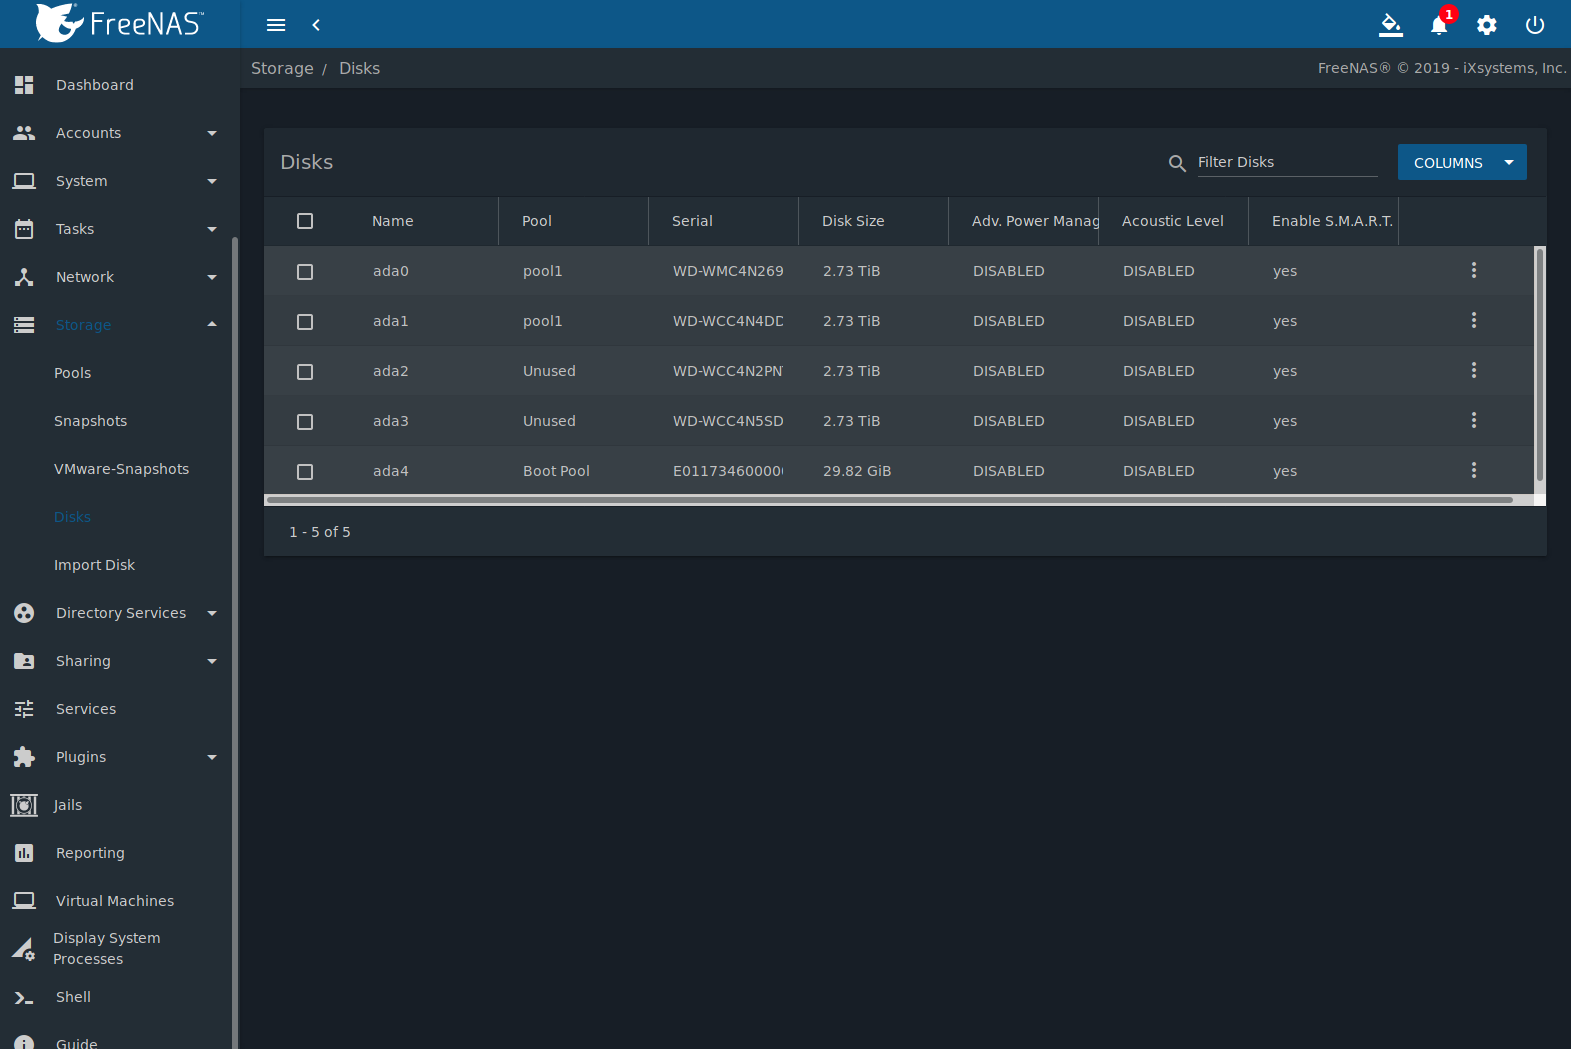 FreeNAS™
1
Storage / Disks
FreeNAS® © 2019 - iXsystems, Inc.
Dashboard
Accounts
System
Tasks
Network
Storage
Pools
Snapshots
VMware-Snapshots
Disks
Import Disk
Directory Services
Sharing
Services
Plugins
Jails
Reporting
Virtual Machines
Display System
Processes
Shell
Guide
Disks
Filter Disks
COLUMNS
Name Pool Serial Disk Size Adv. Power Manag Acoustic Level Enable S.M.A.R.T.
ada0 pool1 WD-WMC4N269 2.73 TiB DISABLED DISABLED yes
ada1 pool1 WD-WCC4N4DD 2.73 TiB DISABLED DISABLED yes
ada2 Unused WD-WCC4N2PN 2.73 TiB DISABLED DISABLED yes
ada3 Unused WD-WCC4N5SD 2.73 TiB DISABLED DISABLED yes
ada4 Boot Pool E011734600000 29.82 GiB DISABLED DISABLED yes
1 - 5 of 5